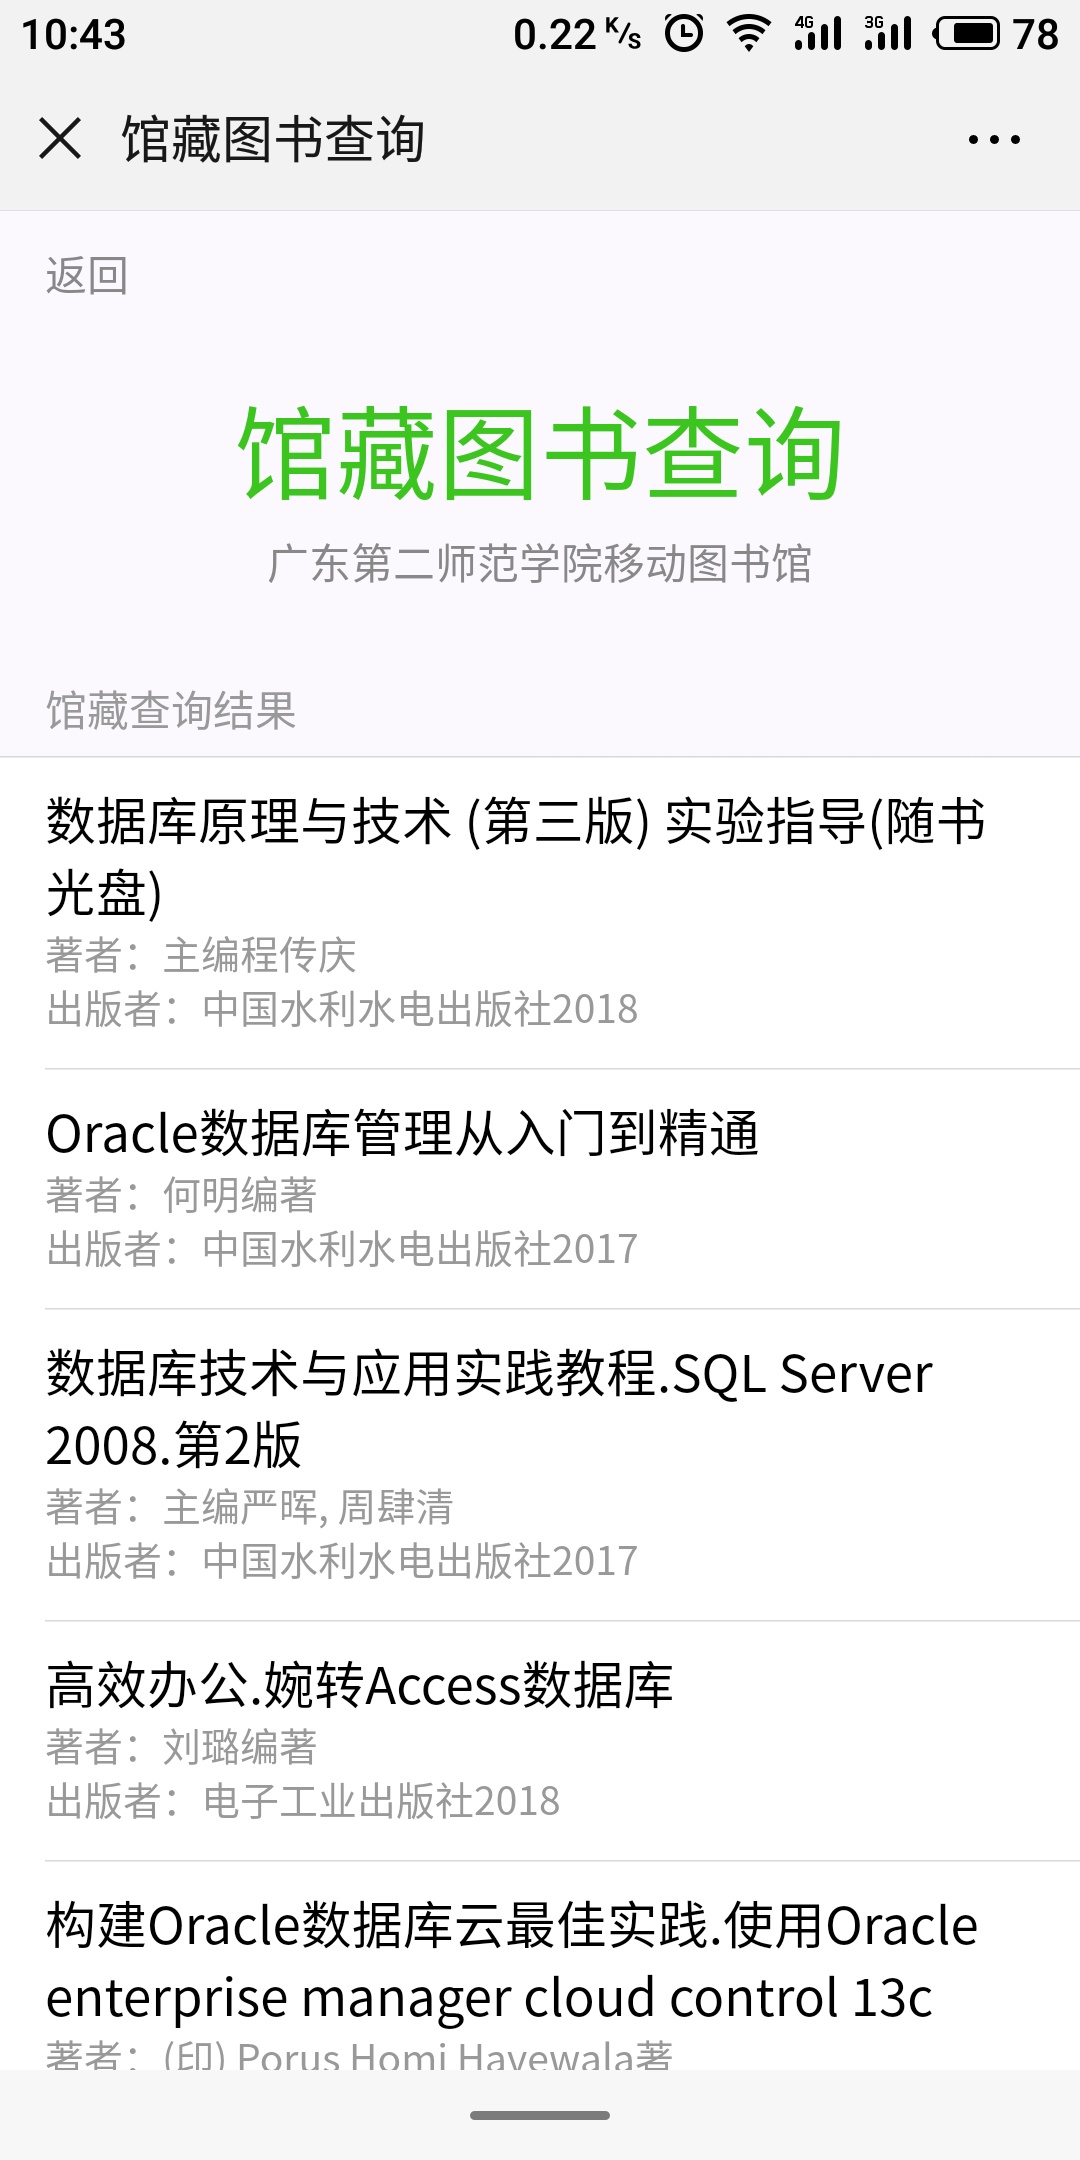 10:43
0.22 K/s 4G 3G 78
馆藏图书查询
返回
馆藏图书查询
广东第二师范学院移动图书馆
馆藏查询结果
数据库原理与技术 (第三版) 实验指导(随书
光盘)
著者：主编程传庆
出版者：中国水利水电出版社2018
Oracle数据库管理从入门到精通
著者：何明编著
出版者：中国水利水电出版社2017
数据库技术与应用实践教程.SQL Server
2008.第2版
著者：主编严晖, 周肆清
出版者：中国水利水电出版社2017
高效办公.婉转Access数据库
著者：刘璐编著
出版者：电子工业出版社2018
构建Oracle数据库云最佳实践.使用Oracle
enterprise manager cloud control 13c
著者：(印) Porus Homi Havewala著